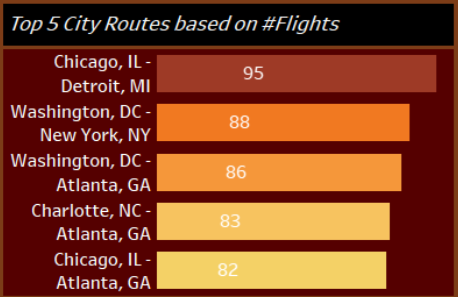 Top 5 City Routes based on #Flights
Chicago, IL -
Detroit, MI
95
Washington, DC -
New York, NY
88
Washington, DC -
Atlanta, GA
86
Charlotte, NC -
Atlanta, GA
83
Chicago, IL -
Atlanta, GA
82